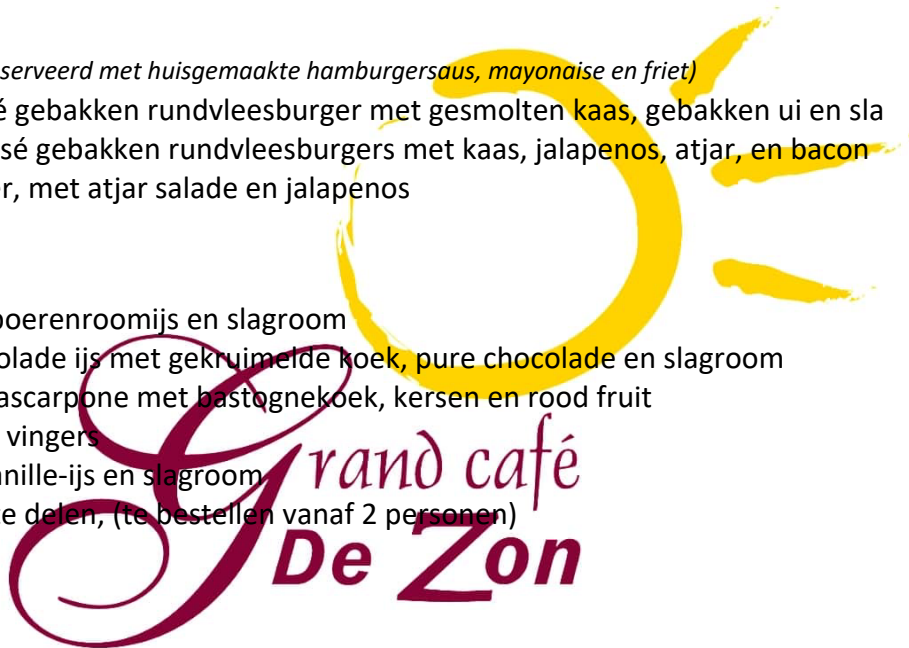 serveerd met huisgemaakte hamburgersaus, mayonaise en friet)
é gebakken rundvleesburger met gesmolten kaas, gebakken ui en sla
sé gebakken rundvleesburgers met kaas, jalapenos, atjar, en bacon
r, met atjar salade en jalapenos
oerenroomijs en slagroom
olade ijs met gekruimelde koek, pure chocolade en slagroom
ascarpone met bastognekoek, kersen en rood fruit
vingers
nille-ijs en slagroom
e delen, (te bestellen vanaf 2 personen)
Grand café
De Zon